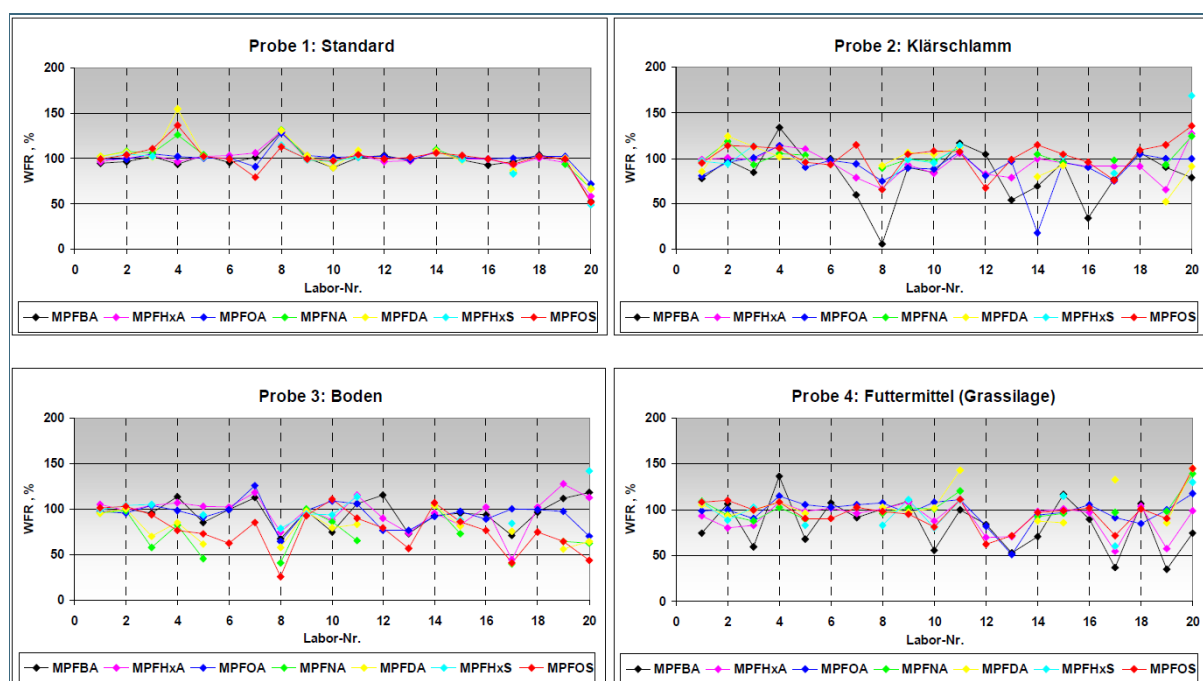 Probe 1: Standard
WFR, %
200
150
100
50
0
0 2 4 6 8 10 12 14 16 18 20
Labor-Nr.
MPFBA MPFHxA MPFOA MPFNA MPFDA MPFHxS MPFOS
Probe 2: Klärschlamm
WFR, %
200
150
100
50
0
0 2 4 6 8 10 12 14 16 18 20
Labor-Nr.
MPFBA MPFHxA MPFOA MPFNA MPFDA MPFHxS MPFOS
Probe 3: Boden
WFR, %
200
150
100
50
0
0 2 4 6 8 10 12 14 16 18 20
Labor-Nr.
MPFBA MPFHxA MPFOA MPFNA MPFDA MPFHxS MPFOS
Probe 4: Futtermittel (Grassilage)
WFR, %
200
150
100
50
0
0 2 4 6 8 10 12 14 16 18 20
Labor-Nr.
MPFBA MPFHxA MPFOA MPFNA MPFDA MPFHxS MPFOS